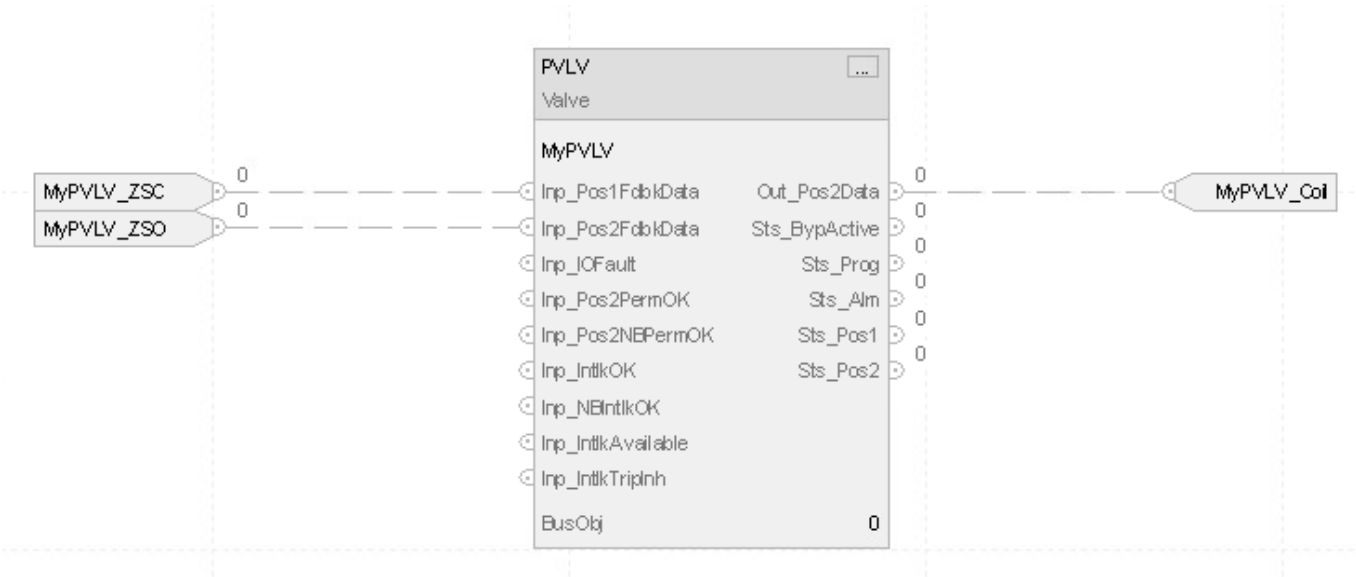 PVLV ...
Valve
MyPVLV
0 0
MyPVLV_ZSC Inp_Pos1FdbkData Out_Pos2Data MyPVLV_Coil
0 0
MyPVLV_ZSO Inp_Pos2FdbkData Sts_BypActive
0
Inp_IOFault Sts_Prog
0
Inp_Pos2PermOK Sts_Alm
0
Inp_Pos2NBPermOK Sts_Pos1
0
Inp_IntlkOK Sts_Pos2
Inp_NBIntlkOK
Inp_IntlkAvailable
Inp_IntlkTripInh
BusObj 0